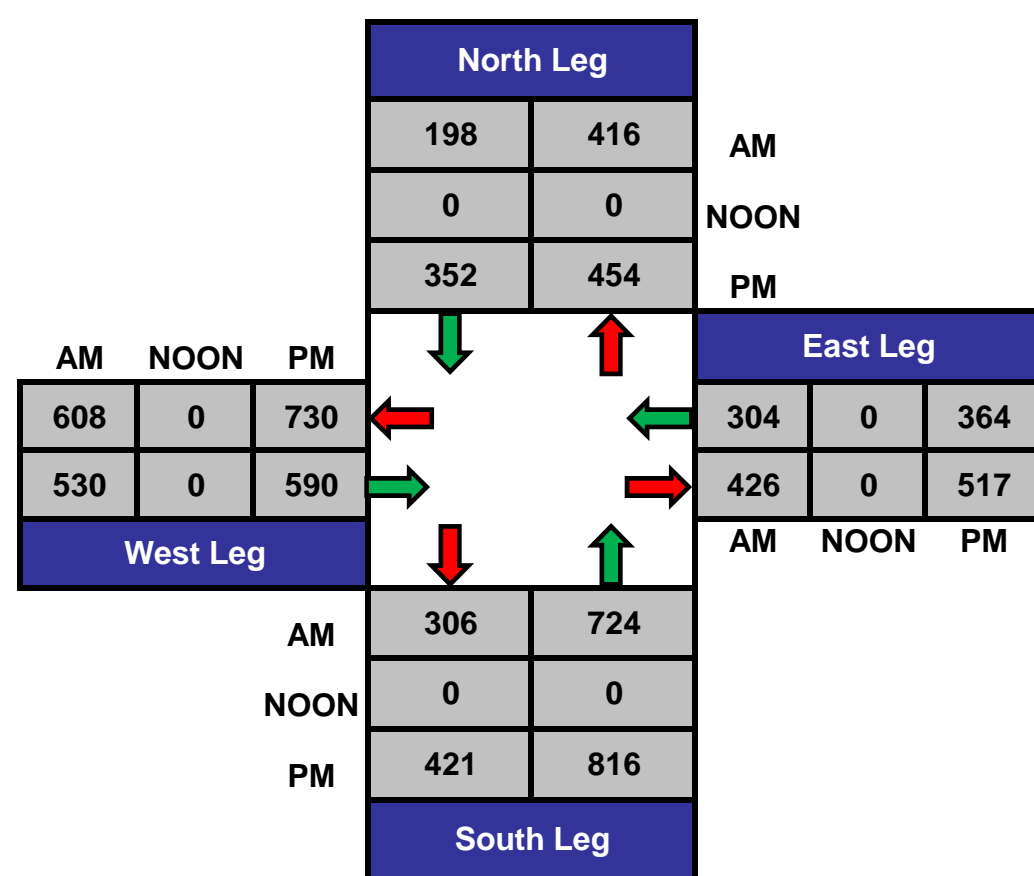 North Leg
198 416 AM
0 0 NOON
352 454 PM
East Leg
AM NOON PM
608 0 730 304 0 364
530 0 590 426 0 517
West Leg AM NOON PM
AM 306 724
NOON 0 0
PM 421 816
South Leg